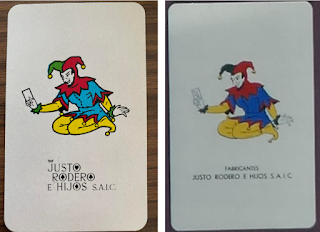 JUSTO
RODERO
E HIJOS S.A.I.C.
FABRICANTES
JUSTO RODERO E HIJOS S.A.I.C.